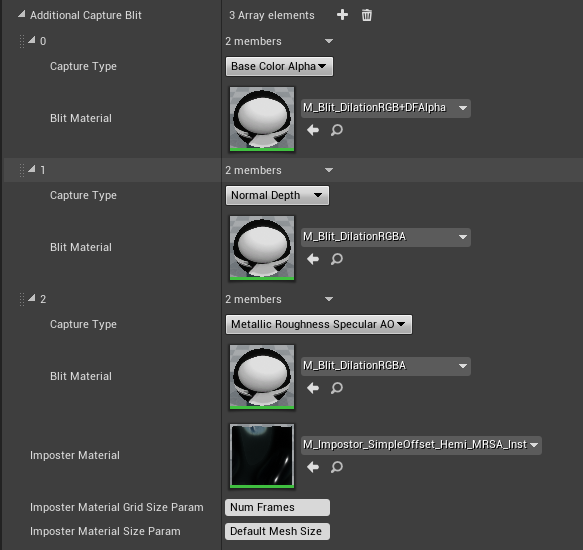 Additional Capture Blit 3 Array elements
0 2 members
Capture Type Base Color Alpha
Blit Material M_Blit_DilationRGB+DFAlpha
1 2 members
Capture Type Normal Depth
Blit Material M_Blit_DilationRGBA
2 2 members
Capture Type Metallic Roughness Specular AO
Blit Material M_Blit_DilationRGBA
Imposter Material M_Impostor_SimpleOffset_Hemi_MRSA_Inst
Imposter Material Grid Size Param Num Frames
Imposter Material Size Param Default Mesh Size